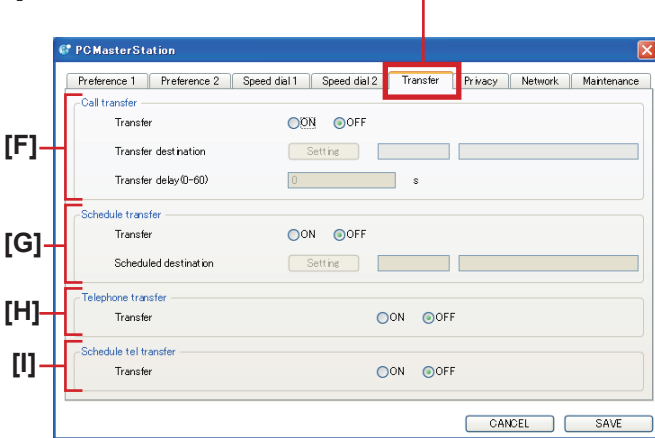 PCMasterStation
Preference 1 Preference 2 Speed dial 1 Speed dial 2 Transfer Privacy Network Maintenance
[F]
Call transfer
Transfer ON OFF
Transfer destination Setting
Transfer delay(0-60) 0 s
[G]
Schedule transfer
Transfer ON OFF
Scheduled destination Setting
[H]
Telephone transfer
Transfer ON OFF
[I]
Schedule tel transfer
Transfer ON OFF
CANCEL SAVE